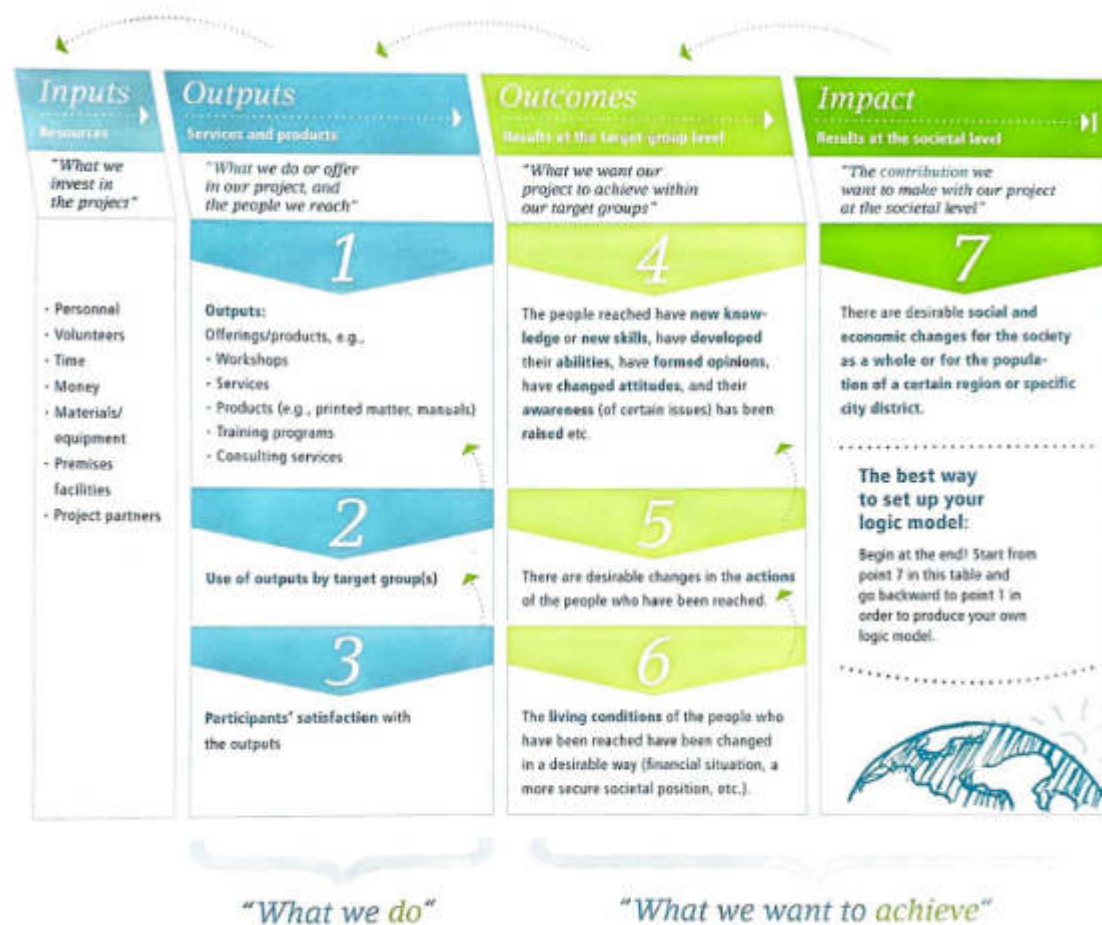 Inputs
Resources
"What we
invest in
the project"
- Personnel
- Volunteers
- Time
- Money
- Materials/
equipment
- Premises
facilities
- Project partners
Outputs
Services and products
"What we do or offer
in our project, and
the people we reach"
1
Outputs:
Offerings/products, e.g.,
- Workshops
- Services
- Products (e.g., printed matter, manuals)
- Training programs
- Consulting services
2
Use of outputs by target group(s)
3
Participants' satisfaction with
the outputs
Outcomes
Results at the target group level
"What we want our
project to achieve within
our target groups"
4
The people reached have new know-
ledge or new skills, have developed
their abilities, have formed opinions,
have changed attitudes, and their
awareness (of certain issues) has been
raised etc.
5
There are desirable changes in the actions
of the people who have been reached.
6
The living conditions of the people who
have been reached have been changed
in a desirable way (financial situation, a
more secure societal position, etc.).
Impact
Results at the societal level
"The contribution we
want to make with our project
at the societal level"
7
There are desirable social and
economic changes for the society
as a whole or for the popula-
tion of a certain region or specific
city district.
The best way
to set up your
logic model:
Begin at the end! Start from
point 7 in this table and
go backward to point 1 in
order to produce your own
logic model.
"What we do"
"What we want to achieve"